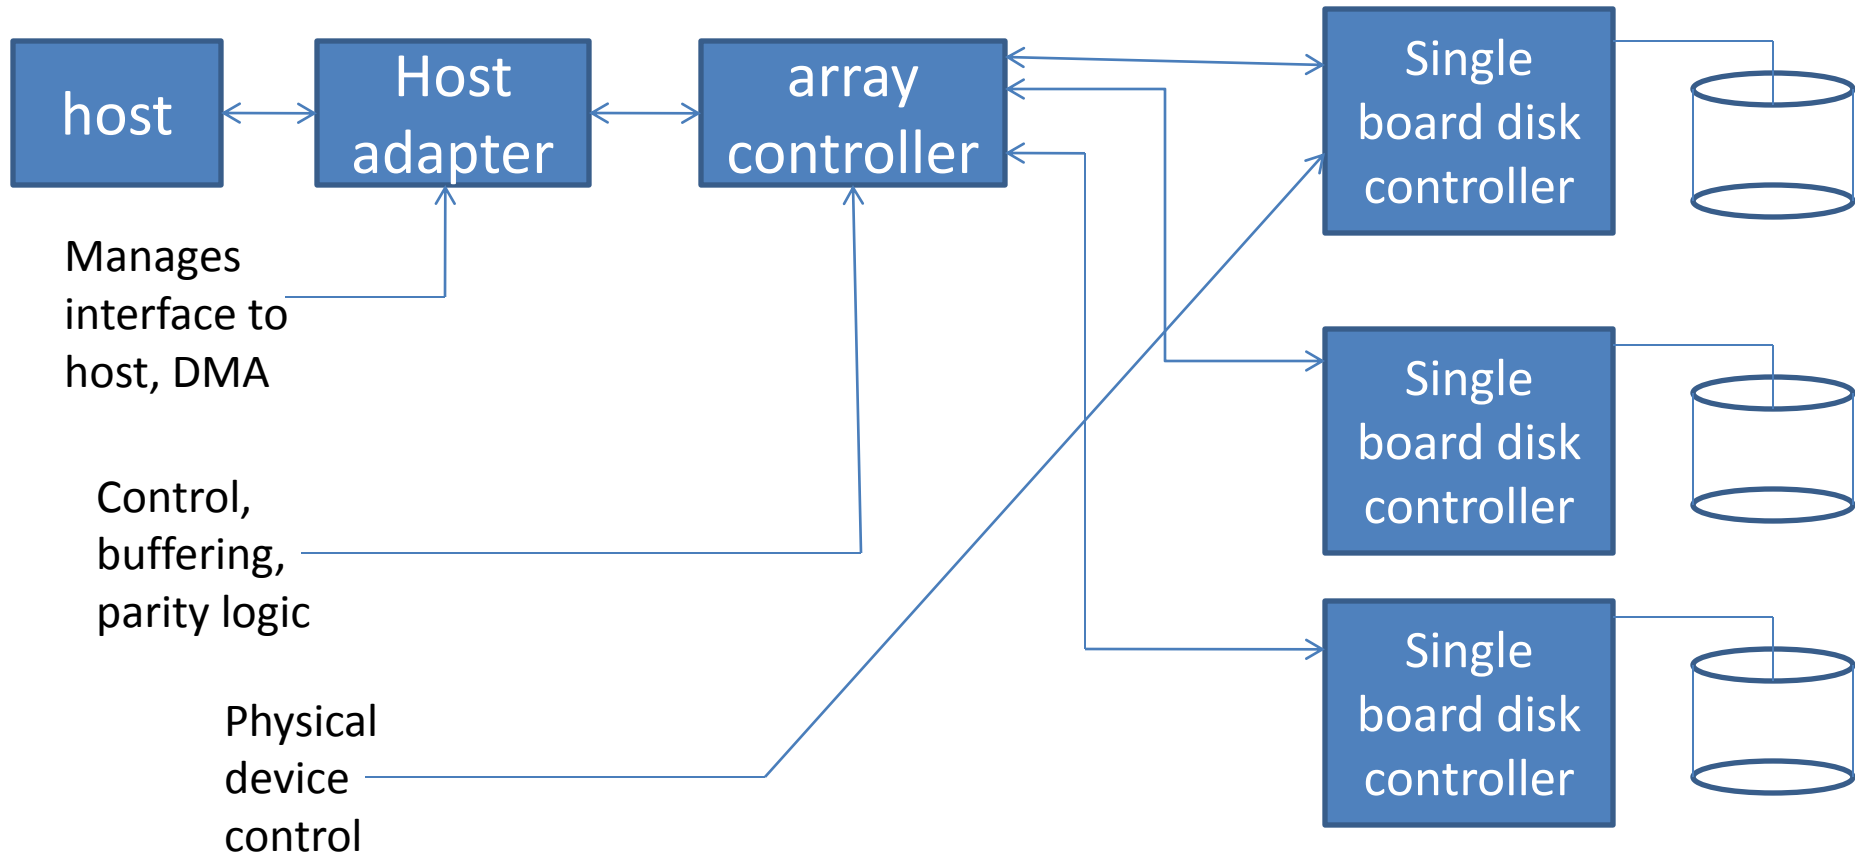 host
Host
adapter
array
controller
Single
board disk
controller
Manages
interface to
host, DMA
Single
board disk
controller
Control,
buffering,
parity logic
Single
board disk
controller
Physical
device
control